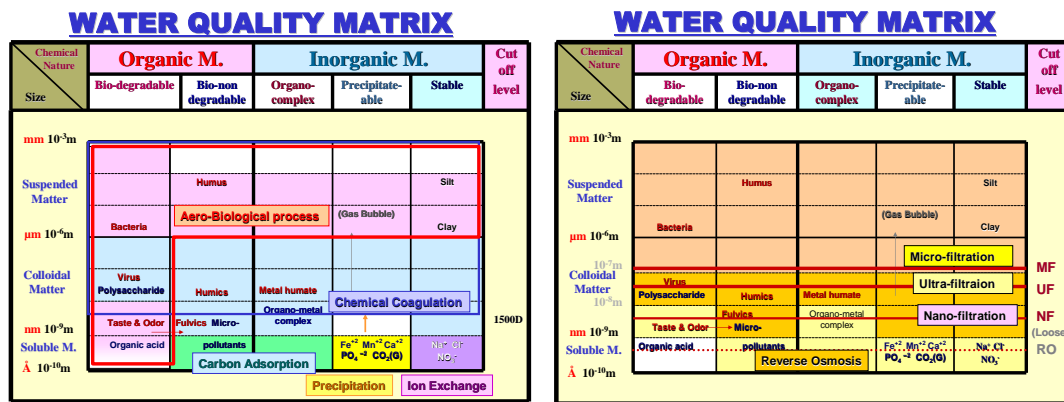 WATER QUALITY MATRIX
Chemical Nature
Size
Organic M.
Inorganic M.
Cut off level
Bio-degradable
Bio-non degradable
Organo-complex
Precipitate-able
Stable
mm 10⁻³m
Suspended Matter
Humus
Silt
Aero-Biological process
(Gas Bubble)
Bacteria
Clay
µm 10⁻⁶m
Colloidal Matter
Virus
Polysaccharide
Humics
Metal humate
Chemical Coagulation
Organo-metal complex
1500D
Taste & Odor
Fulvics
Micro-pollutants
nm 10⁻⁹m
Soluble M.
Organic acid
Fe⁺² Mn⁺² Ca⁺²
PO₄⁻³ CO₂(G)
Na⁺ Cl⁻
NO₃⁻
Carbon Adsorption
Å 10⁻¹⁰m
Precipitation
Ion Exchange
WATER QUALITY MATRIX
Chemical Nature
Size
Organic M.
Inorganic M.
Cut off level
Bio-degradable
Bio-non degradable
Organo-complex
Precipitate-able
Stable
mm 10⁻³m
Suspended Matter
Humus
Silt
(Gas Bubble)
Bacteria
Clay
µm 10⁻⁶m
Micro-filtration
10⁻⁷m
MF
Colloidal Matter
Virus
Ultra-filtraion
UF
Polysaccharide
Humics
Metal humate
10⁻⁸m
Fulvics
Organo-metal complex
Nano-filtration
NF
Taste & Odor
Micro-pollutants
nm 10⁻⁹m
(Loose
Soluble M.
Organic acid
Fe⁺² Mn⁺² Ca⁺²
PO₄⁻³ CO₂(G)
Na⁺ Cl⁻
NO₃⁻
RO
Reverse Osmosis
Å 10⁻¹⁰m